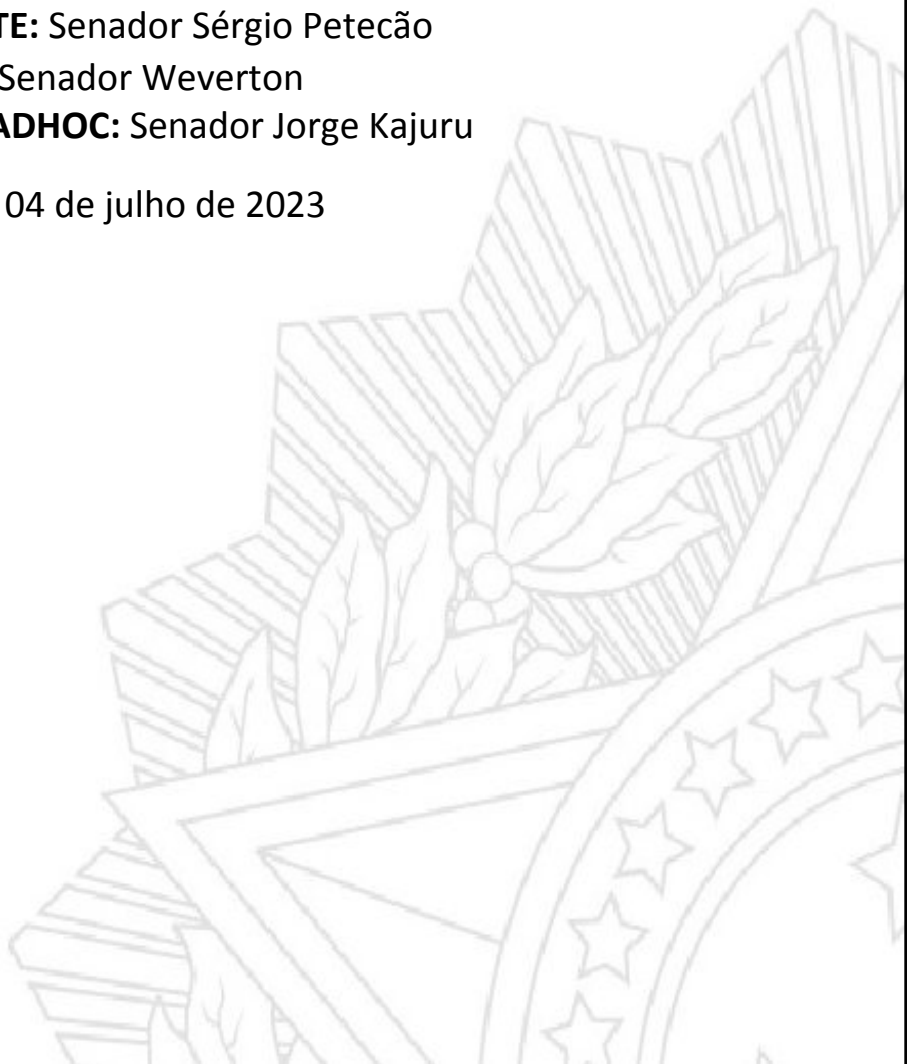 TE: Senador Sérgio Petecão
Senador Weverton
ADHOC: Senador Jorge Kajuru
04 de julho de 2023